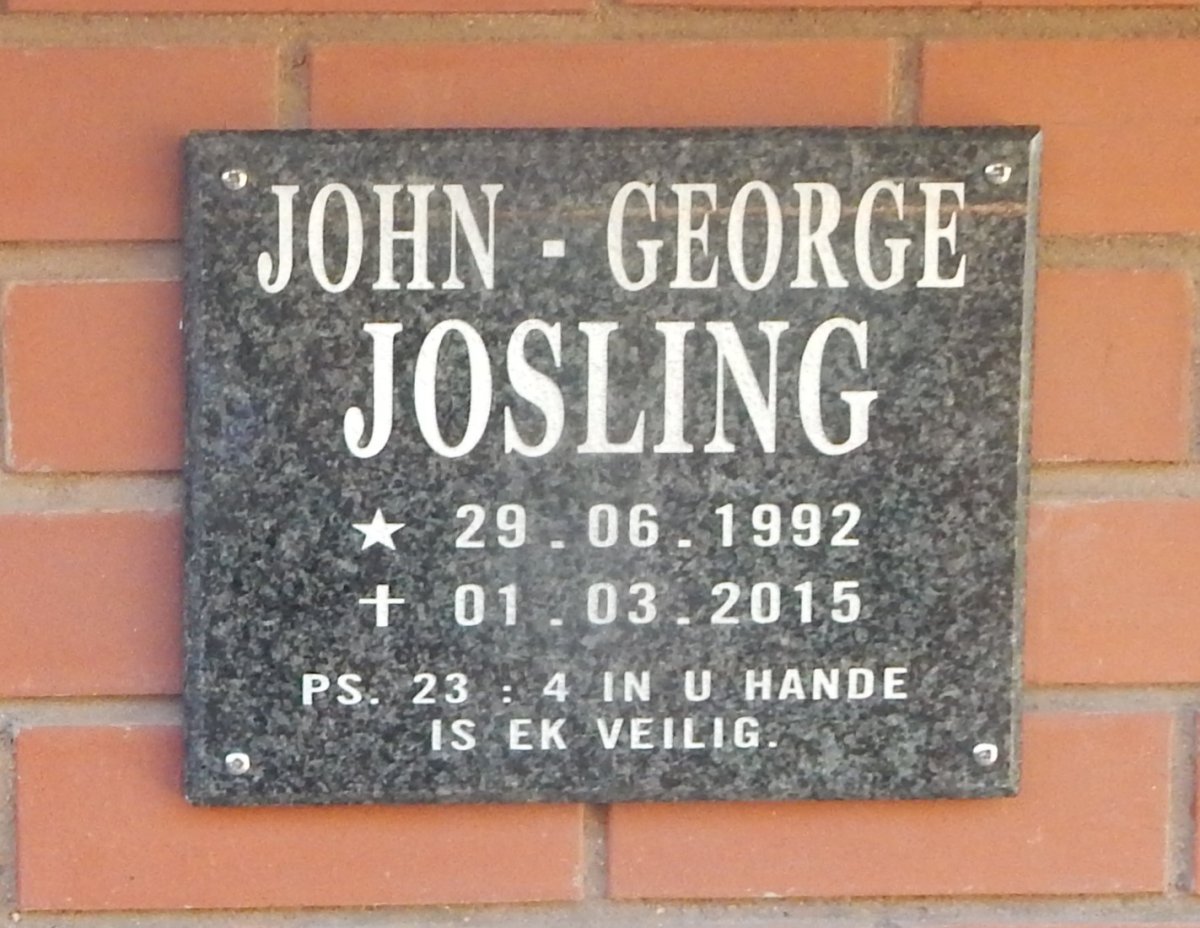 JOHN - GEORGE
JOSLING
★ 29.06.1992
✝ 01.03.2015
PS. 23 : 4 IN U HANDE
IS EK VEILIG.